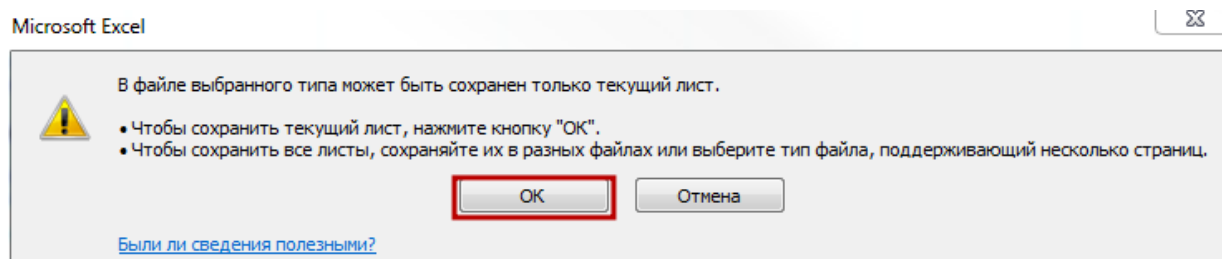 Microsoft Excel
В файле выбранного типа может быть сохранен только текущий лист.
• Чтобы сохранить текущий лист, нажмите кнопку "ОК".
• Чтобы сохранить все листы, сохраняйте их в разных файлах или выберите тип файла, поддерживающий несколько страниц.
ОК Отмена
Были ли сведения полезными?